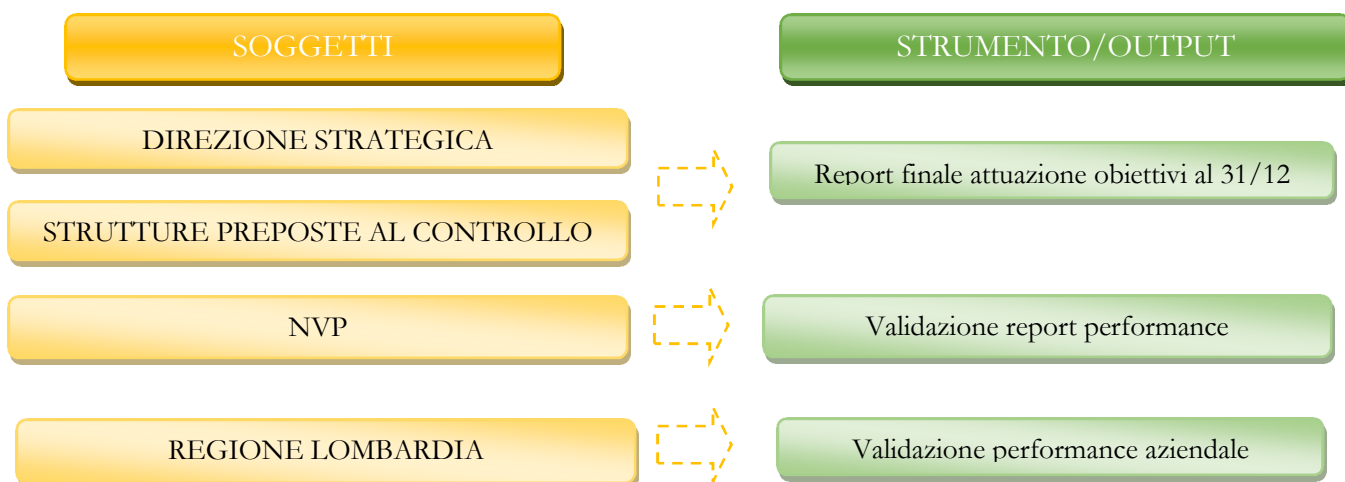 SOGGETTI
STRUMENTO/OUTPUT
DIREZIONE STRATEGICA
STRUTTURE PREPOSTE AL CONTROLLO
Report finale attuazione obiettivi al 31/12
NVP
Validazione report performance
REGIONE LOMBARDIA
Validazione performance aziendale